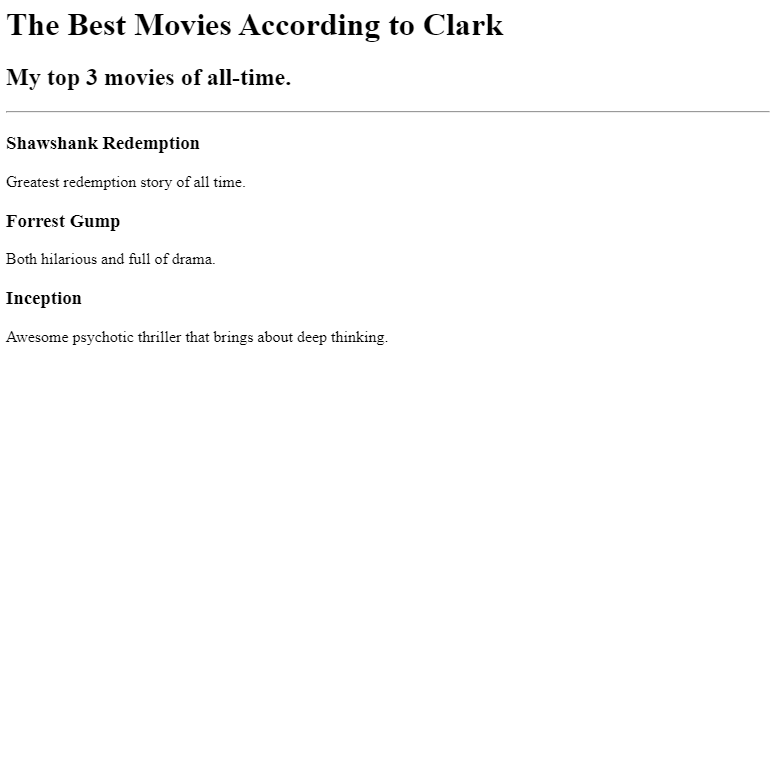 The Best Movies According to Clark
My top 3 movies of all-time.
Shawshank Redemption
Greatest redemption story of all time.
Forrest Gump
Both hilarious and full of drama.
Inception
Awesome psychotic thriller that brings about deep thinking.